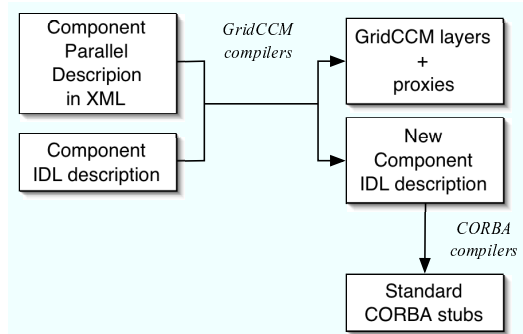 Component
Parallel
Descripion
in XML
GridCCM
compilers
GridCCM layers
+
proxies
Component
IDL description
New
Component
IDL description
CORBA
compilers
Standard
CORBA stubs